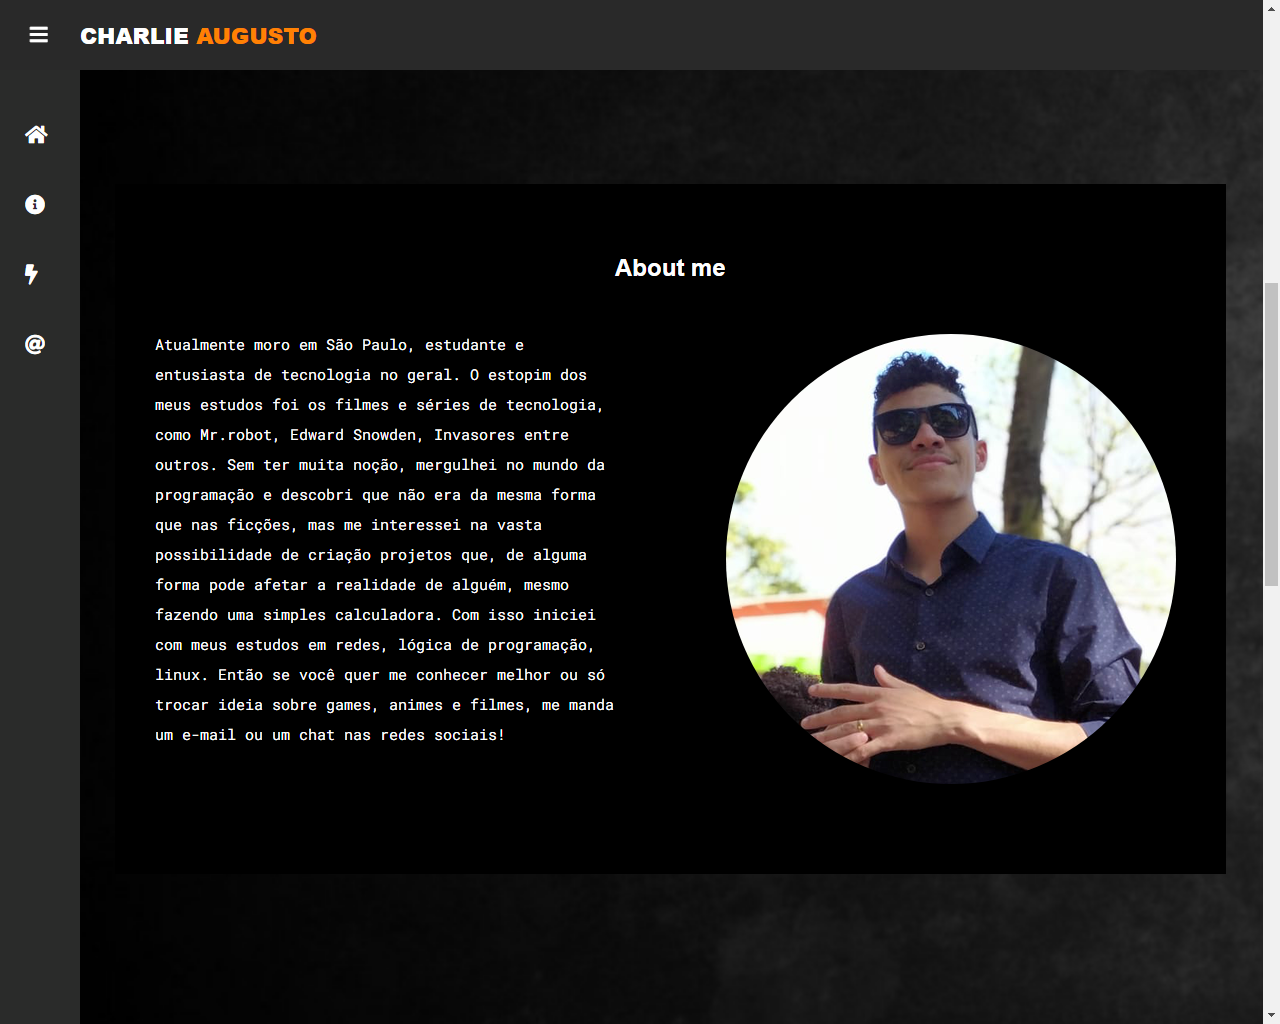 CHARLIE AUGUSTO
About me
Atualmente moro em São Paulo, estudante e
entusiasta de tecnologia no geral. O estopim dos
meus estudos foi os filmes e séries de tecnologia,
como Mr.robot, Edward Snowden, Invasores entre
outros. Sem ter muita noção, mergulhei no mundo da
programação e descobri que não era da mesma forma
que nas ficções, mas me interessei na vasta
possibilidade de criação projetos que, de alguma
forma pode afetar a realidade de alguém, mesmo
fazendo uma simples calculadora. Com isso iniciei
com meus estudos em redes, lógica de programação,
linux. Então se você quer me conhecer melhor ou só
trocar ideia sobre games, animes e filmes, me manda
um e-mail ou um chat nas redes sociais!